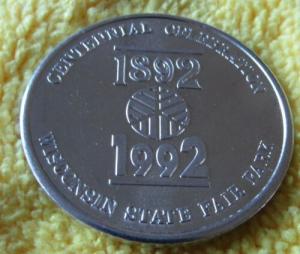 CENTENNIAL CELEBRATION
1892
1992
WISCONSIN STATE FAIR PARK